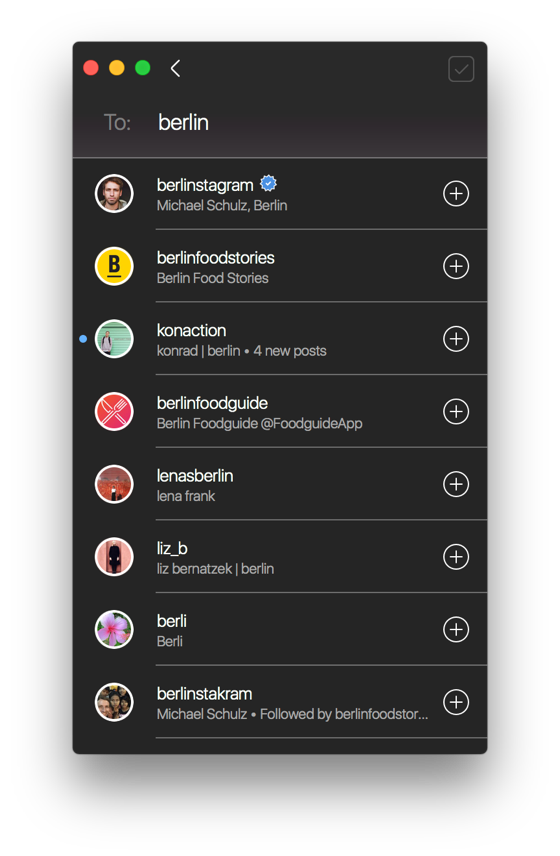 To: berlin
berlinstagram
Michael Schulz, Berlin
B
berlinfoodstories
Berlin Food Stories
konaction
konrad | berlin • 4 new posts
berlinfoodguide
Berlin Foodguide @FoodguideApp
lenasberlin
lena frank
liz_b
liz bernatzek | berlin
berli
Berli
berlinstakram
Michael Schulz • Followed by berlinfoodstor...